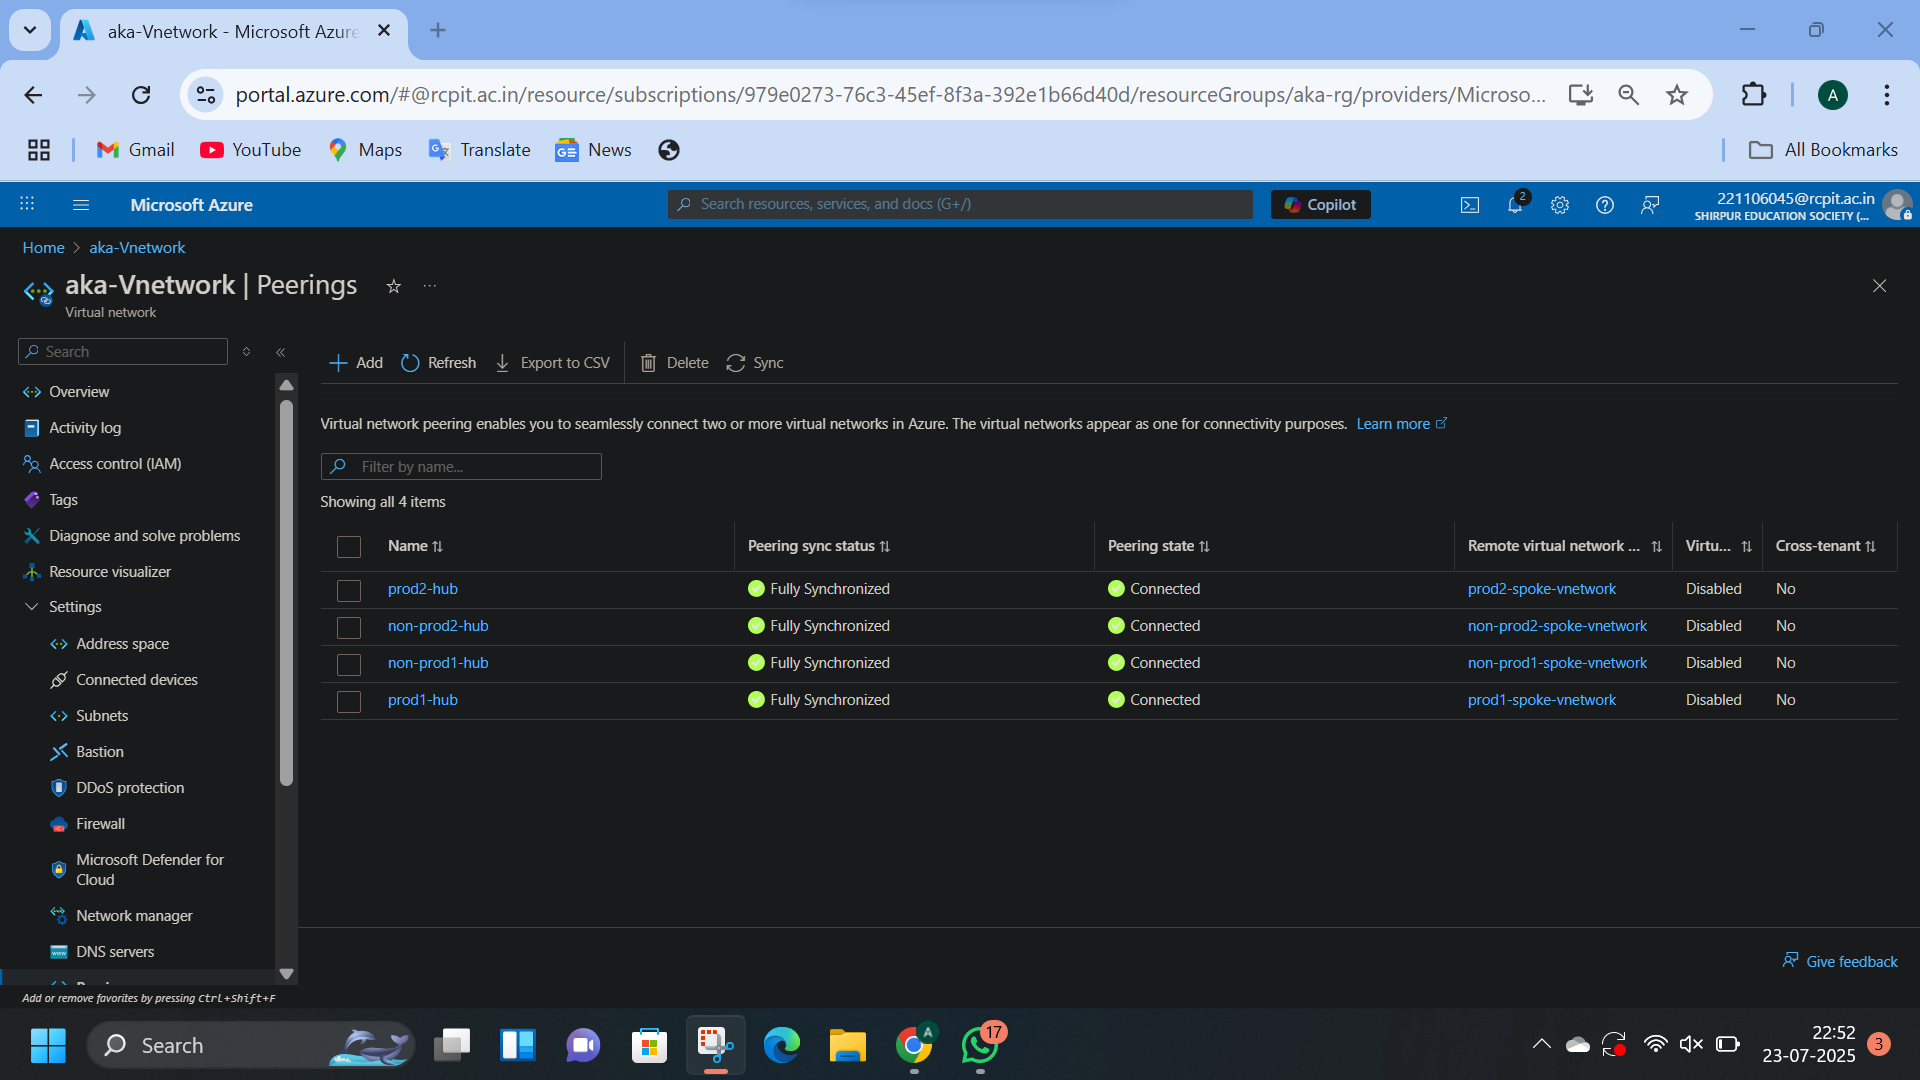 aka-Vnetwork - Microsoft Azure
portal.azure.com/#@rcpit.ac.in/resource/subscriptions/979e0273-76c3-45ef-8f3a-392e1b66d40d/resourceGroups/aka-rg/providers/Microso...
A
Gmail
YouTube
Maps
Translate
News
All Bookmarks
Microsoft Azure
Search resources, services, and docs (G+/)
Copilot
2
221106045@rcpit.ac.in
SHIRPUR EDUCATION SOCIETY (...
Home > aka-Vnetwork
aka-Vnetwork | Peerings
...
Virtual network
Search
Add
Refresh
Export to CSV
Delete
Sync
Overview
Activity log
Access control (IAM)
Tags
Diagnose and solve problems
Resource visualizer
Settings
Address space
Connected devices
Subnets
Bastion
DDoS protection
Firewall
Microsoft Defender for
Cloud
Network manager
DNS servers
Add or remove favorites by pressing Ctrl+Shift+F
Virtual network peering enables you to seamlessly connect two or more virtual networks in Azure. The virtual networks appear as one for connectivity purposes. Learn more
Filter by name...
Showing all 4 items
Name Peering sync status Peering state Remote virtual network ... Virtu... Cross-tenant
prod2-hub Fully Synchronized Connected prod2-spoke-vnetwork Disabled No
non-prod2-hub Fully Synchronized Connected non-prod2-spoke-vnetwork Disabled No
non-prod1-hub Fully Synchronized Connected non-prod1-spoke-vnetwork Disabled No
prod1-hub Fully Synchronized Connected prod1-spoke-vnetwork Disabled No
Give feedback
Search
A
17
22:52
23-07-2025
3